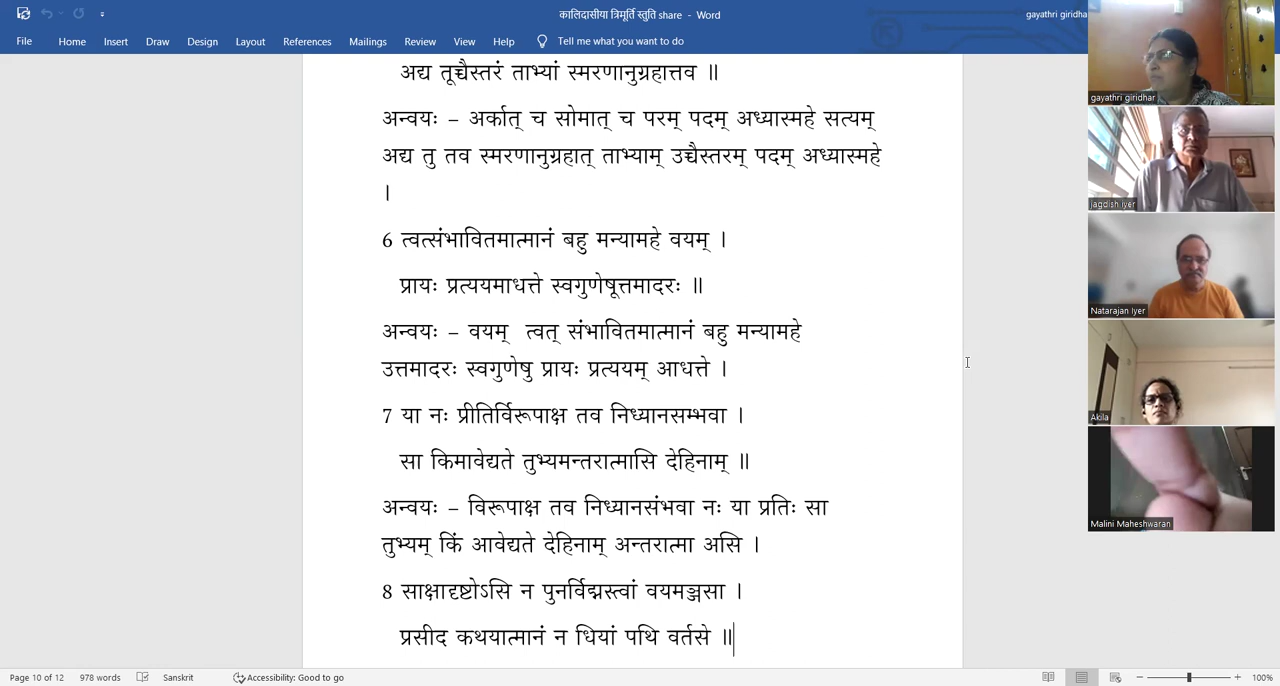 कालिदासीया त्रिमूर्ति स्तुति share - Word
gayathri giridha
File Home Insert Draw Design Layout References Mailings Review View Help Tell me what you want to do
अद्य तूच्चैस्तरं ताभ्यां स्मरणानुग्रहात्तव ॥
अन्वयः – अर्कात् च सोमात् च परम् पदम् अध्यास्महे सत्यम्
अद्य तु तव स्मरणानुग्रहात् ताभ्याम् उच्चैस्तरम् पदम् अध्यास्महे
।
6 त्वत्संभावितमात्मानं बहु मन्यामहे वयम् ।
प्रायः प्रत्ययमाधत्ते स्वगुणेषूत्तमादरः ॥
अन्वयः – वयम् त्वत् संभावितमात्मानं बहु मन्यामहे
उत्तमादरः स्वगुणेषु प्रायः प्रत्ययम् आधत्ते ।
7 या नः प्रीतिर्विरूपाक्ष तव निध्यानसम्भवा ।
सा किमावेद्यते तुभ्यमन्तरात्मासि देहिनाम् ॥
अन्वयः – विरूपाक्ष तव निध्यानसंभवा नः या प्रतिः सा
तुभ्यम् किं आवेद्यते देहिनाम् अन्तरात्मा असि ।
8 साक्षादृष्टोऽसि न पुनर्विद्मस्त्वां वयमञ्जसा ।
प्रसीद कथयात्मानं न धियां पथि वर्तसे ॥
gayathri giridhar
jagdish iyer
Natarajan Iyer
Akila
Malini Maheshwaran
Page 10 of 12 978 words Sanskrit Accessibility: Good to go 100%